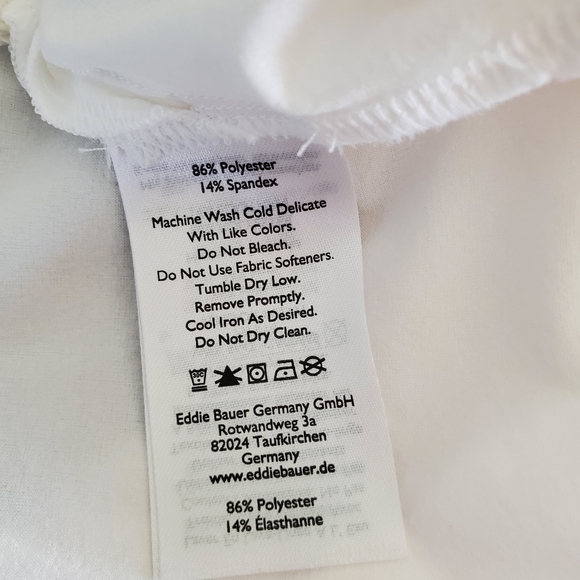 86% Polyester
14% Spandex
Machine Wash Cold Delicate
With Like Colors.
Do Not Bleach.
Do Not Use Fabric Softeners.
Tumble Dry Low.
Remove Promptly.
Cool Iron As Desired.
Do Not Dry Clean.
Eddie Bauer Germany GmbH
Rotwandweg 3a
82024 Taufkirchen
Germany
www.eddiebauer.de
86% Polyester
14% Élasthanne